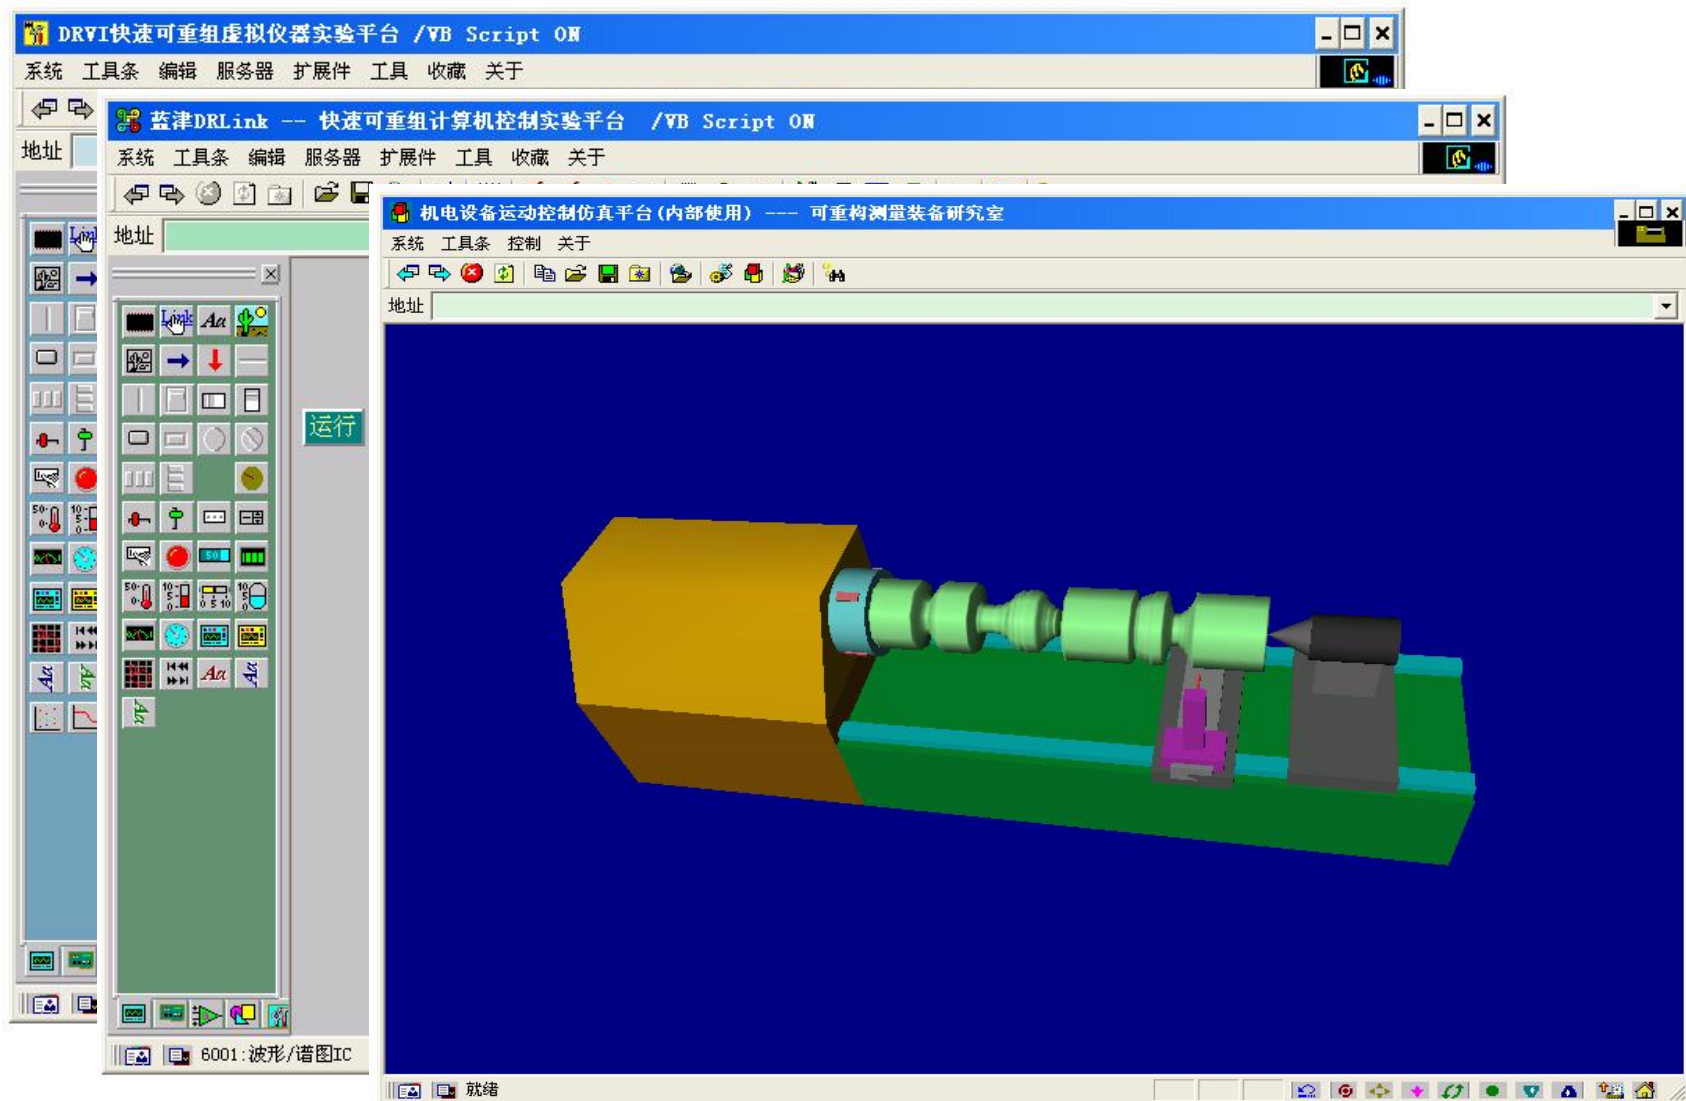 DRVI快速可重组虚拟仪器实验平台 /VB Script ON
系统 工具条 编辑 服务器 扩展件 工具 收藏 关于
地址
蓝津DRLink -- 快速可重组计算机控制实验平台 /VB Script ON
系统 工具条 编辑 服务器 扩展件 工具 收藏 关于
地址
Link Aa
运行
6001:波形/谱图IC
机电设备运动控制仿真平台(内部使用) --- 可重构测量装备研究室
系统 工具条 控制 关于
地址
就绪